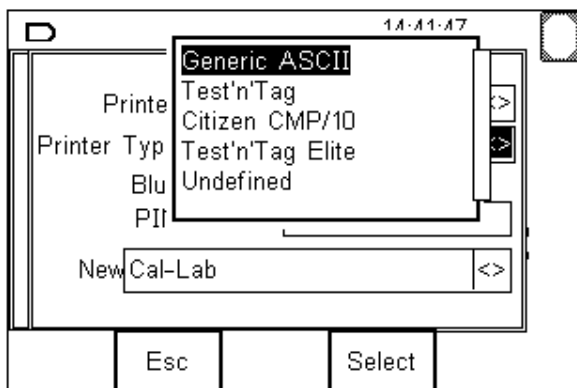 14:41:47
Generic ASCII
Test'n'Tag
Citizen CMP/10
Test'n'Tag Elite
Undefined
Printe
Printer Typ
Blu
PI
New Cal-Lab
<>
<>
<>
Esc
Select